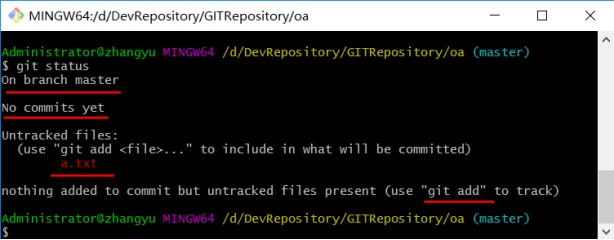 MINGW64:/d/DevRepository/GITRepository/oa
Administrator@zhangyu MINGW64 /d/DevRepository/GITRepository/oa (master)
$ git status
On branch master
No commits yet
Untracked files:
(use "git add <file>..." to include in what will be committed)
a.txt
nothing added to commit but untracked files present (use "git add" to track)
Administrator@zhangyu MINGW64 /d/DevRepository/GITRepository/oa (master)
$